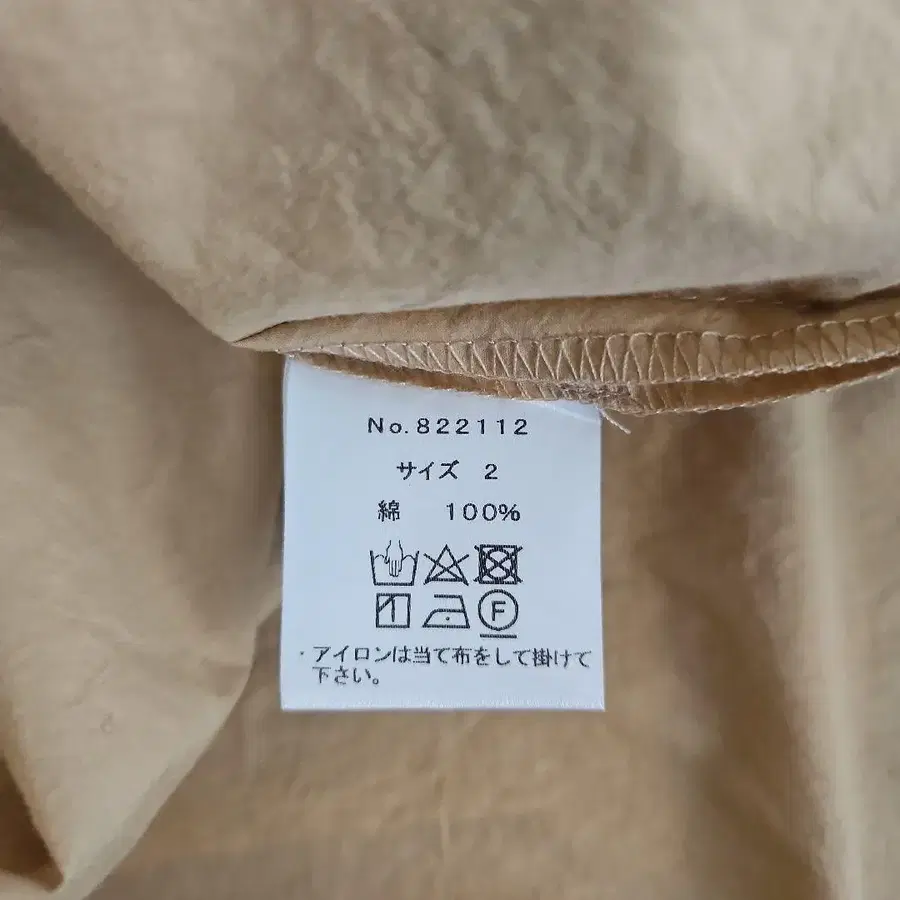 No.822112
サイズ 2
綿 100%
F
・アイロンは当て布をして掛けて
下さい。